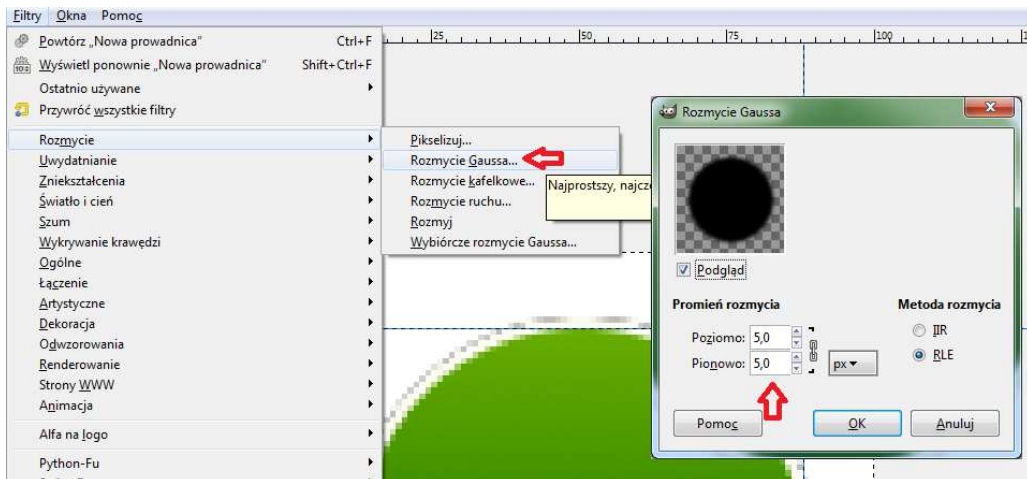 Filtry Okna Pomoc
Powtórz „Nowa prowadnica” Ctrl+F
Wyświetl ponownie „Nowa prowadnica” Shift+Ctrl+F
Ostatnio używane
Przywróć wszystkie filtry
Rozmycie
Uwydatnianie
Zniekształcenia
Światło i cień
Szum
Wykrywanie krawędzi
Ogólne
Łączenie
Artystyczne
Dekoracja
Odwzorowania
Renderowanie
Strony WWW
Animacja
Alfa na logo
Python-Fu
Pikselizuj...
Rozmycie Gaussa...
Rozmycie kafelkowe...
Rozmycie ruchu...
Rozmyj
Wybiórcze rozmycie Gaussa...
Najprostszy, najcz
25 50 75 100
Rozmycie Gaussa
Podgląd
Promień rozmycia Metoda rozmycia
Poziomo: 5,0 IIR
Pionowo: 5,0 px RLE
Pomoc OK Anuluj